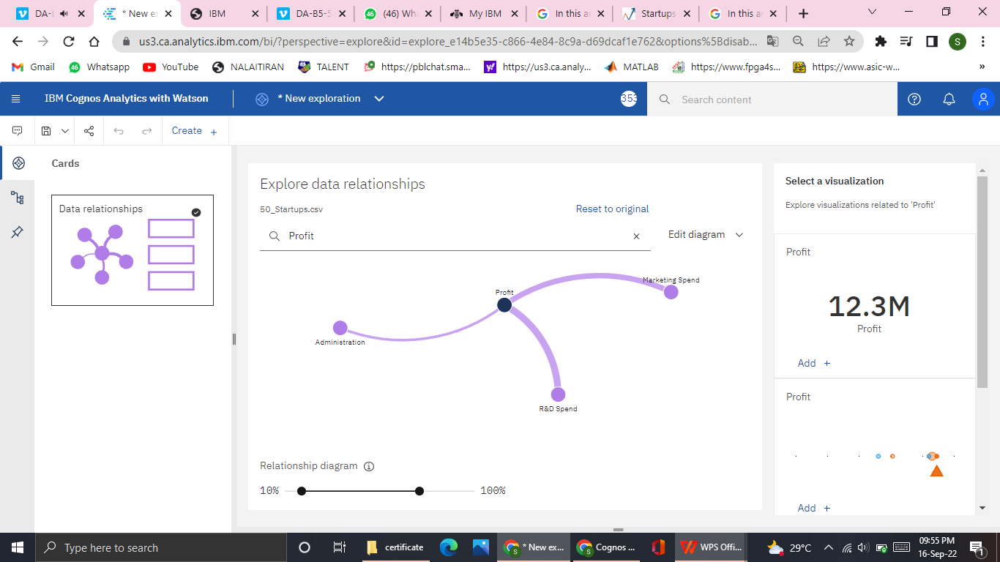 DA-
* New e
IBM
DA-B5-5
(46) Wha
My IBM
In this a
Startups
In this a
us3.ca.analytics.ibm.com/bi/?perspective=explore&id=explore_e14b5e35-c866-4e84-8c9a-d69dcaf1e762&options%5Bdisab...
S
Gmail
46 Whatsapp
YouTube
NALAITIRAN
TALENT
https://pblchat.sma...
https://us3.ca.analy...
MATLAB
https://www.fpga4s...
https://www.asic-w...
»
IBM Cognos Analytics with Watson
* New exploration
353
Search content
Create +
Cards
Data relationships
Explore data relationships
50_Startups.csv
Reset to original
Profit
Edit diagram
Marketing Spend
Profit
Administration
R&D Spend
Relationship diagram
10%
100%
Select a visualization
Explore visualizations related to 'Profit'
Profit
12.3M
Profit
Add +
Profit
Add +
Type here to search
certificate
* New ex...
Cognos ...
WPS Offi...
29°C
09:55 PM
16-Sep-22
1